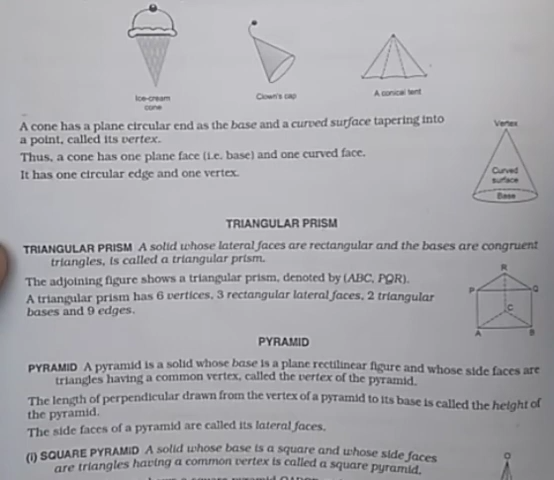 Ice-cream
cone
Clown's cap
A conical tent
A cone has a plane circular end as the base and a curved surface tapering into
a point, called its vertex.
Thus, a cone has one plane face (i.e. base) and one curved face.
It has one circular edge and one vertex.
Vertex
Curved
surface
Base
TRIANGULAR PRISM
TRIANGULAR PRISM A solid whose lateral faces are rectangular and the bases are congruent
triangles, is called a triangular prism.
The adjoining figure shows a triangular prism, denoted by (ABC, PQR).
A triangular prism has 6 vertices, 3 rectangular lateral faces, 2 triangular
bases and 9 edges.
R
P
Q
C
A
B
PYRAMID
PYRAMID A pyramid is a solid whose base is a plane rectilinear figure and whose side faces are
triangles having a common vertex, called the vertex of the pyramid.
The length of perpendicular drawn from the vertex of a pyramid to its base is called the height of
the pyramid.
The side faces of a pyramid are called its lateral faces.
(i) SQUARE PYRAMID A solid whose base is a square and whose side faces
are triangles having a common vertex is called a square pyramid.
O